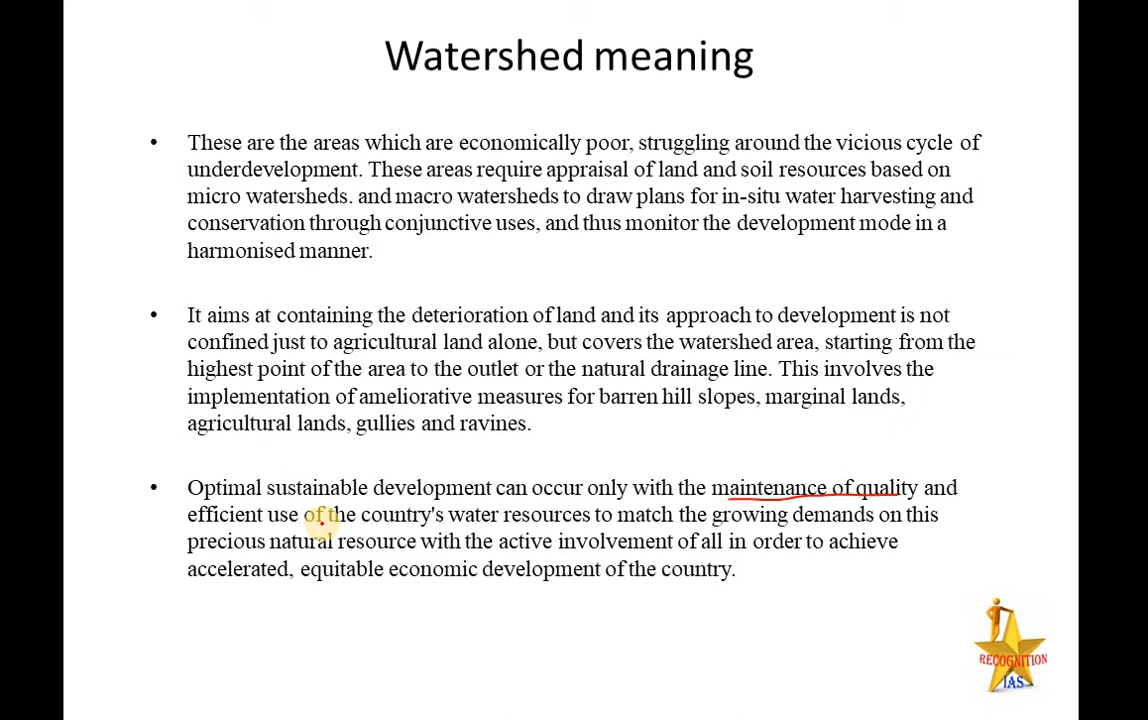 Watershed meaning
• These are the areas which are economically poor, struggling around the vicious cycle of
underdevelopment. These areas require appraisal of land and soil resources based on
micro watersheds. and macro watersheds to draw plans for in-situ water harvesting and
conservation through conjunctive uses, and thus monitor the development mode in a
harmonised manner.
• It aims at containing the deterioration of land and its approach to development is not
confined just to agricultural land alone, but covers the watershed area, starting from the
highest point of the area to the outlet or the natural drainage line. This involves the
implementation of ameliorative measures for barren hill slopes, marginal lands,
agricultural lands, gullies and ravines.
• Optimal sustainable development can occur only with the maintenance of quality and
efficient use of the country's water resources to match the growing demands on this
precious natural resource with the active involvement of all in order to achieve
accelerated, equitable economic development of the country.
RECOGNITION
IAS